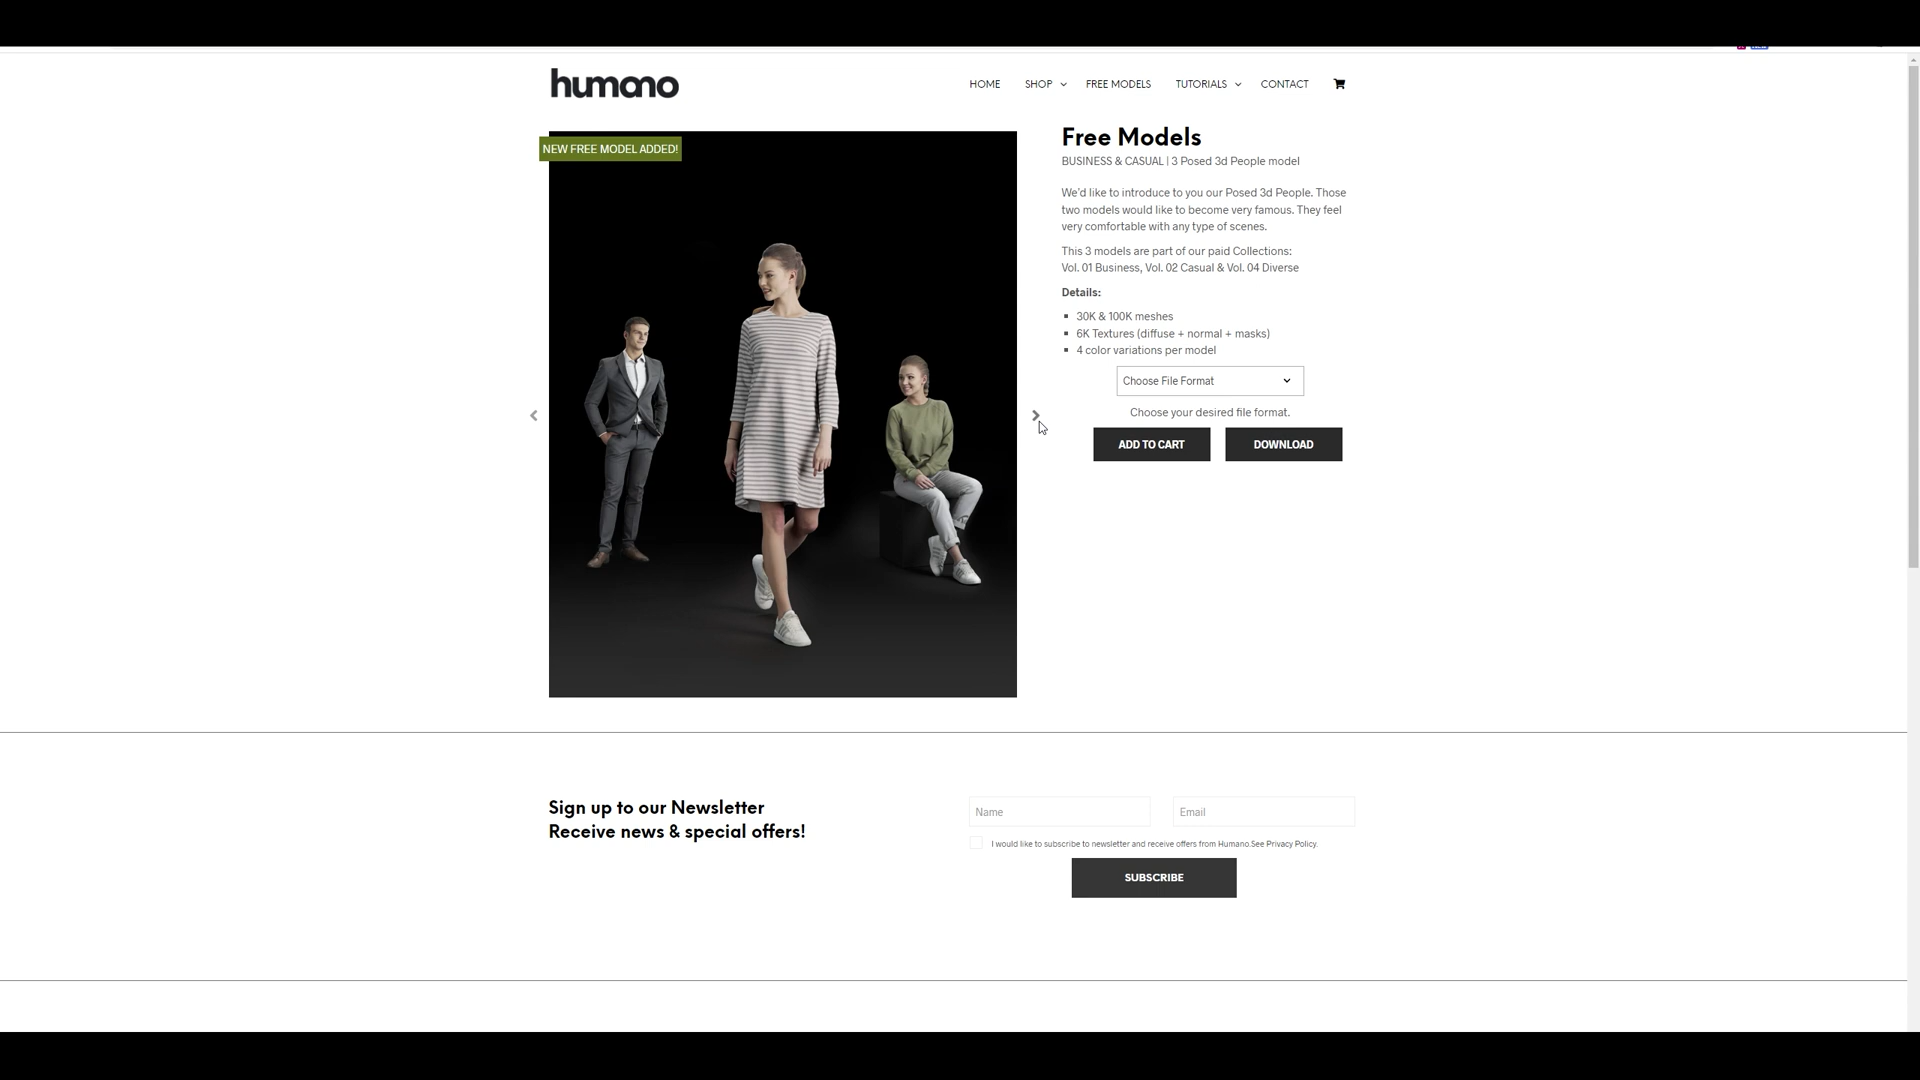 humano
HOME
SHOP
FREE MODELS
TUTORIALS
CONTACT
NEW FREE MODEL ADDED!
Free Models
BUSINESS & CASUAL | 3 Posed 3d People model
We'd like to introduce to you our Posed 3d People. Those
two models would like to become very famous. They feel
very comfortable with any type of scenes.
This 3 models are part of our paid Collections:
Vol. 01 Business, Vol. 02 Casual & Vol. 04 Diverse
Details:
30K & 100K meshes
6K Textures (diffuse + normal + masks)
4 color variations per model
Choose File Format
Choose your desired file format.
ADD TO CART
DOWNLOAD
Sign up to our Newsletter
Receive news & special offers!
Name
Email
I would like to subscribe to newsletter and receive offers from Humano.See Privacy Policy.
SUBSCRIBE